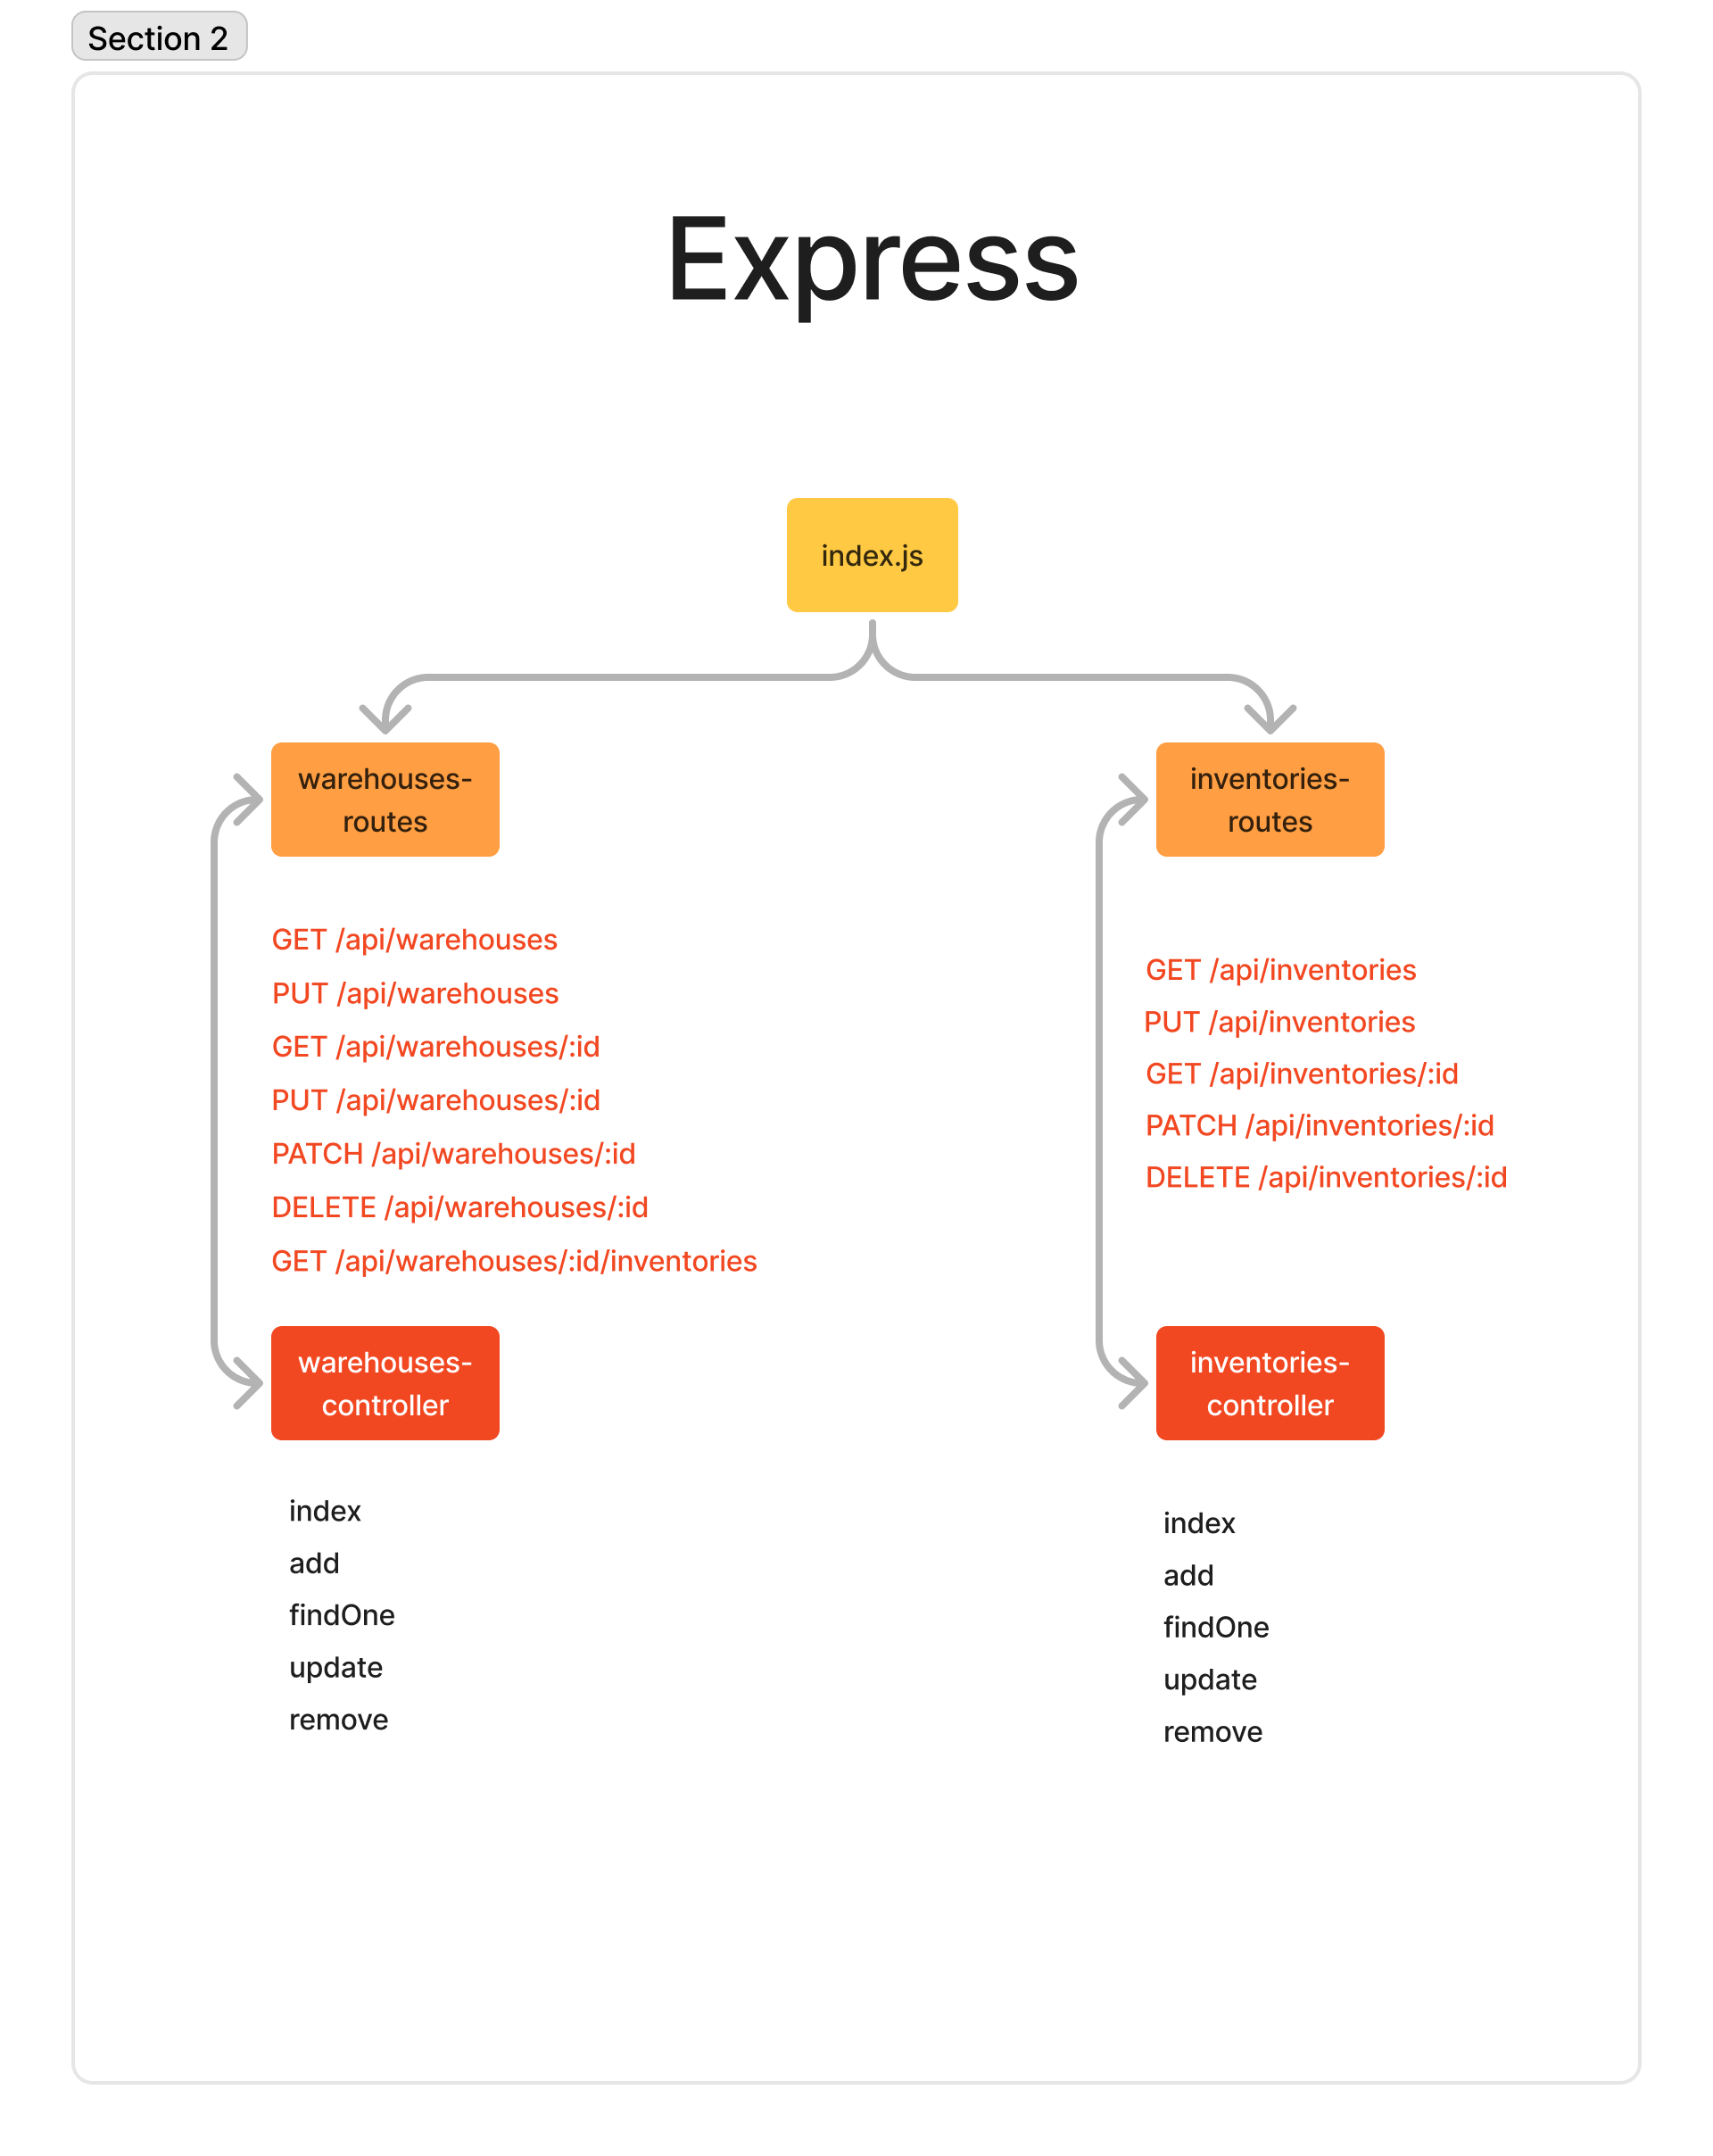 Section 2
Express
index.js
warehouses-
routes
GET /api/warehouses
PUT /api/warehouses
GET /api/warehouses/:id
PUT /api/warehouses/:id
PATCH /api/warehouses/:id
DELETE /api/warehouses/:id
GET /api/warehouses/:id/inventories
warehouses-
controller
index
add
findOne
update
remove
inventories-
routes
GET /api/inventories
PUT /api/inventories
GET /api/inventories/:id
PATCH /api/inventories/:id
DELETE /api/inventories/:id
inventories-
controller
index
add
findOne
update
remove